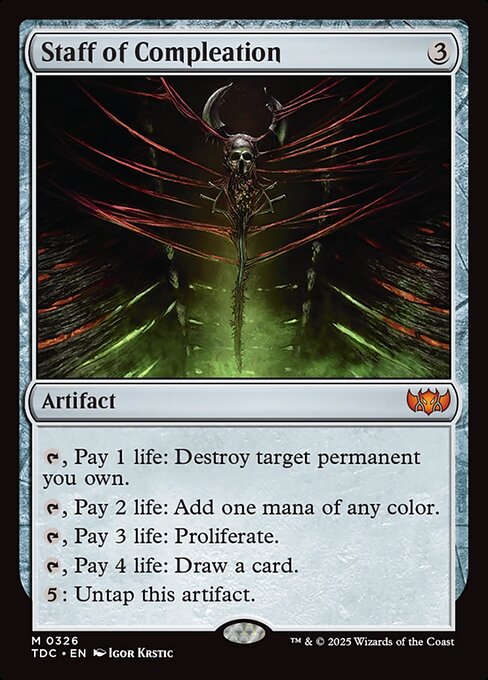 Staff of Compleation 3
Artifact
T, Pay 1 life: Destroy target permanent
you own.
T, Pay 2 life: Add one mana of any color.
T, Pay 3 life: Proliferate.
T, Pay 4 life: Draw a card.
5: Untap this artifact.
M 0326
TDC • EN Igor Krstic
™ & © 2025 Wizards of the Coast